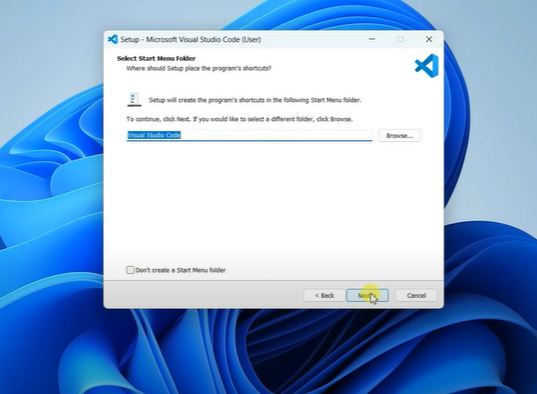 Setup - Microsoft Visual Studio Code (User)
Select Start Menu Folder
Where should Setup place the program's shortcuts?
Setup will create the program's shortcuts in the following Start Menu folder.
To continue, click Next. If you would like to select a different folder, click Browse.
Visual Studio Code
Browse...
Don't create a Start Menu folder
< Back
Next
Cancel